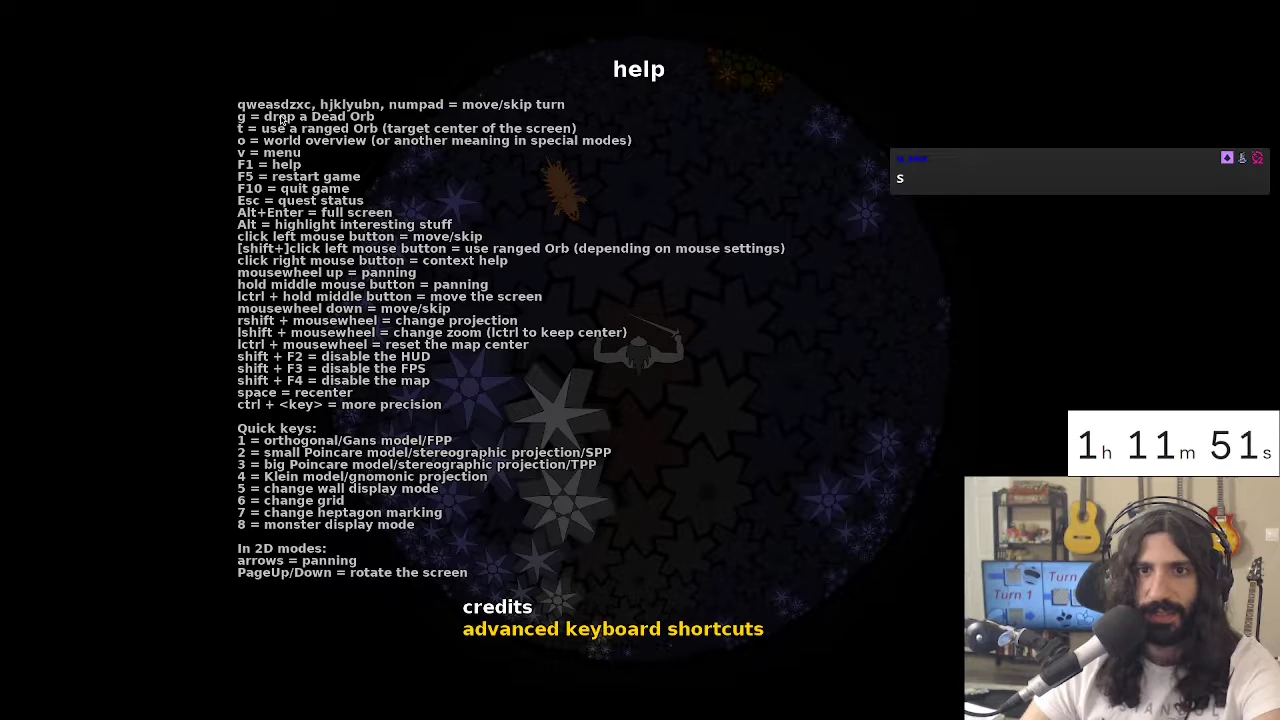 help
qweasdzxc, hjklyubn, numpad = move/skip turn
g = drop a Dead Orb
t = use a ranged Orb (target center of the screen)
o = world overview (or another meaning in special modes)
v = menu
F1 = help
F5 = restart game
F10 = quit game
Esc = quest status
Alt+Enter = full screen
Alt = highlight interesting stuff
click left mouse button = move/skip
[shift+]click left mouse button = use ranged Orb (depending on mouse settings)
click right mouse button = context help
mousewheel up = panning
hold middle mouse button = panning
lctrl + hold middle button = move the screen
mousewheel down = move/skip
rshift + mousewheel = change projection
lshift + mousewheel = change zoom (lctrl to keep center)
lctrl + mousewheel = reset the map center
shift + F2 = disable the HUD
shift + F3 = disable the FPS
shift + F4 = disable the map
space = recenter
ctrl + <key> = more precision
Quick keys:
1 = orthogonal/Gans model/FPP
2 = small Poincare model/stereographic projection/SPP
3 = big Poincare model/stereographic projection/TPP
4 = Klein model/gnomonic projection
5 = change wall display mode
6 = change grid
7 = change heptagon marking
8 = monster display mode
In 2D modes:
arrows = panning
PageUp/Down = rotate the screen
credits
advanced keyboard shortcuts
S
1h 11m 51s
Turn 1
Turn